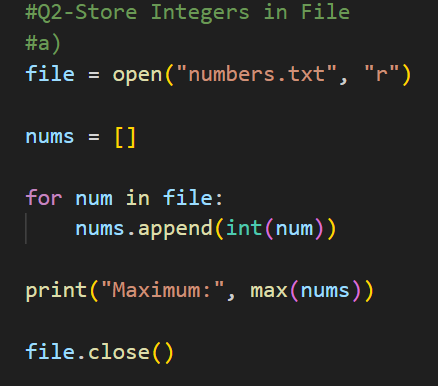 #Q2-Store Integers in File
#a)
file = open("numbers.txt", "r")
nums = []
for num in file:
    nums.append(int(num))
print("Maximum:", max(nums))
file.close()